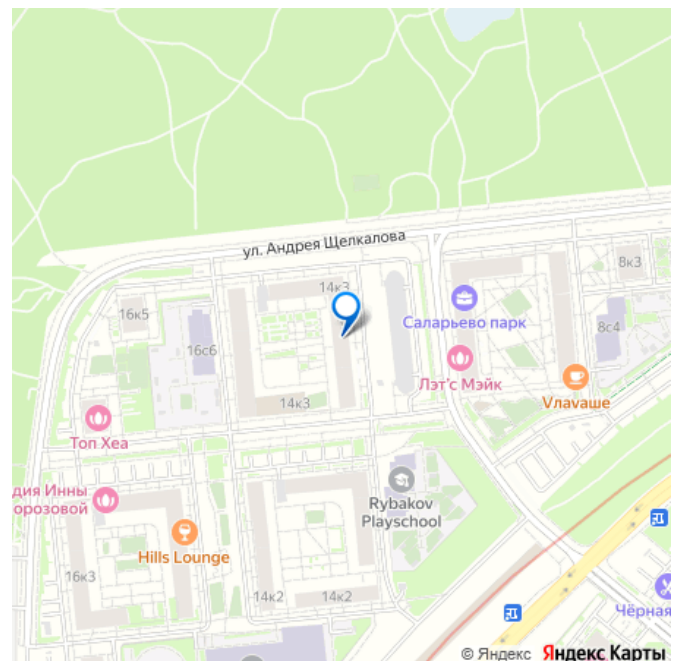 ул. Андрея Щелкалова
8к3
14к3
16к5
Саларьево парк
8с4
16с6
Лэт'с Мэйк
Vлаvаше
14к3
Топ Хеа
Rybakov
Playschool
дия Инны
орозовой
Hills Lounge
16к3
14к2
14к2
Чёрная
© Яндекс Яндекс Карты